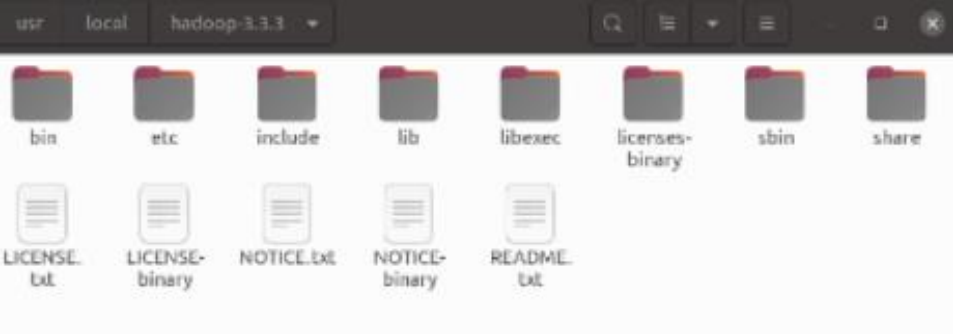 usr local hadoop-3.3.3
bin etc include lib libexec licenses- sbin share
binary
LICENSE. LICENSE- NOTICE.txt NOTICE- README.
txt binary binary txt